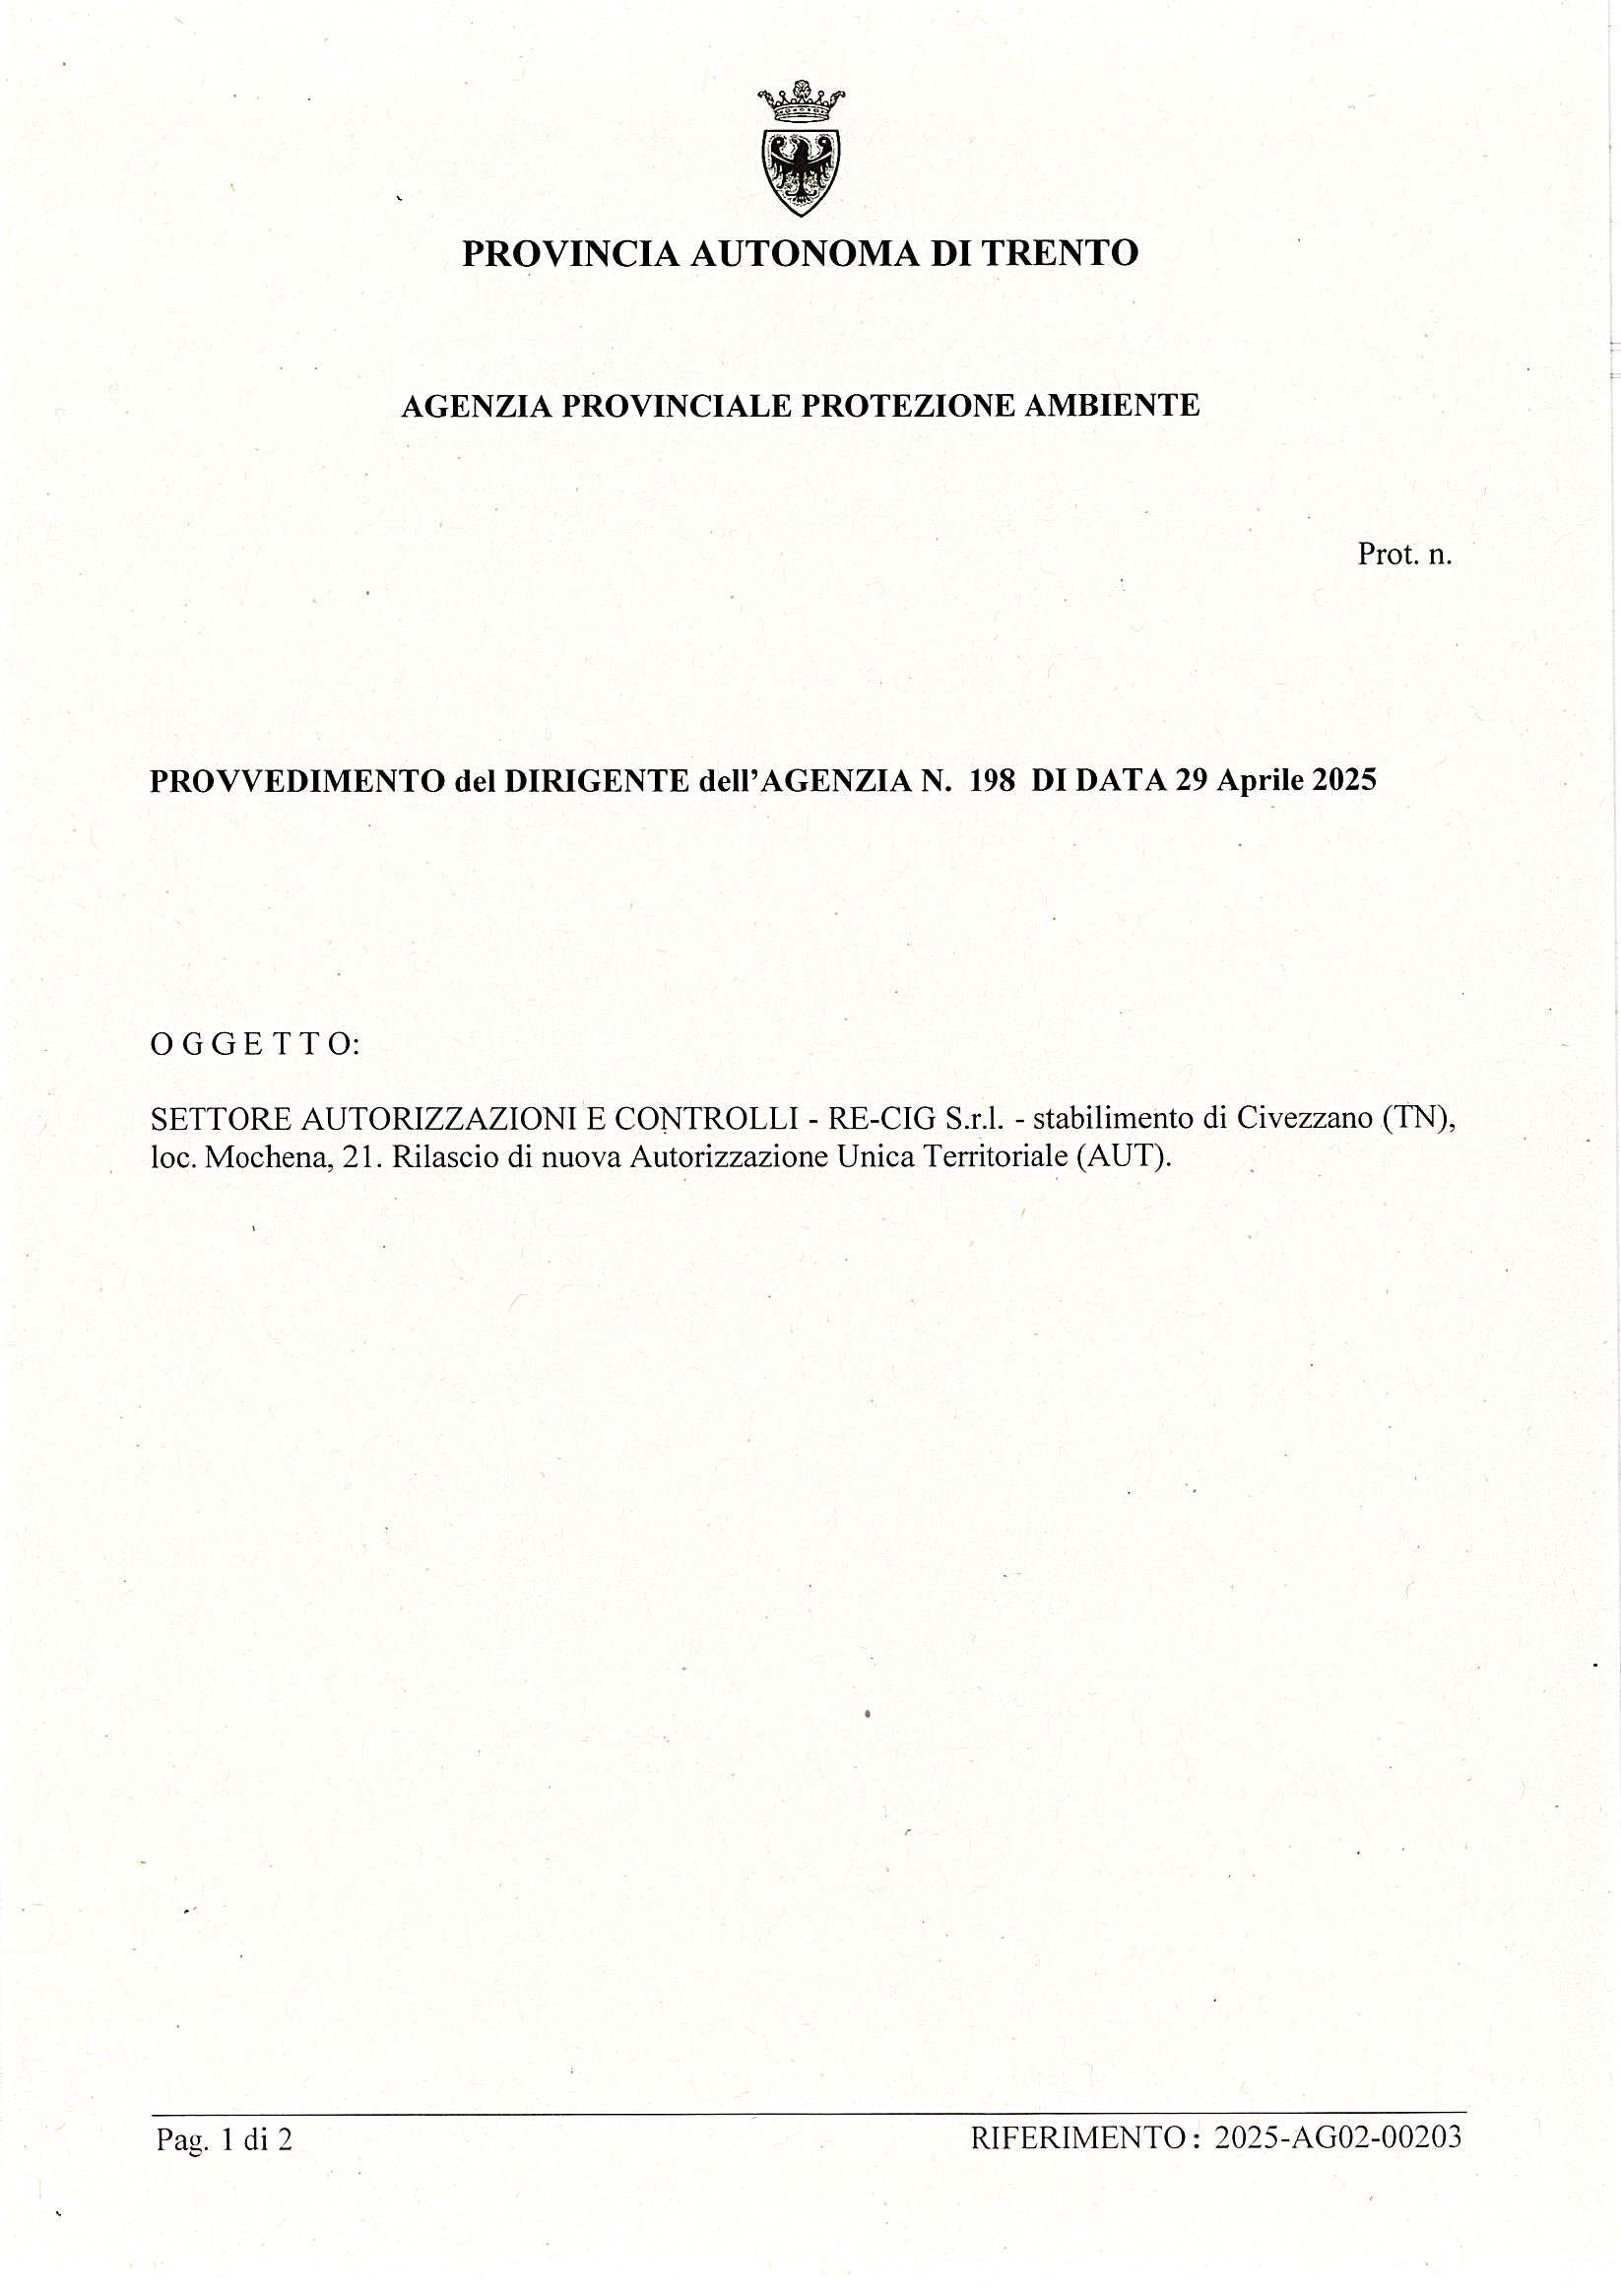 PROVINCIA AUTONOMA DI TRENTO
AGENZIA PROVINCIALE PROTEZIONE AMBIENTE
Prot. n.
PROVVEDIMENTO del DIRIGENTE dell’AGENZIA N. 198 DI DATA 29 Aprile 2025
O G G E T T O:
SETTORE AUTORIZZAZIONI E CONTROLLI - RE-CIG S.r.l. - stabilimento di Civezzano (TN),
loc. Mochena, 21. Rilascio di nuova Autorizzazione Unica Territoriale (AUT).
Pag. 1 di 2
RIFERIMENTO : 2025-AG02-00203